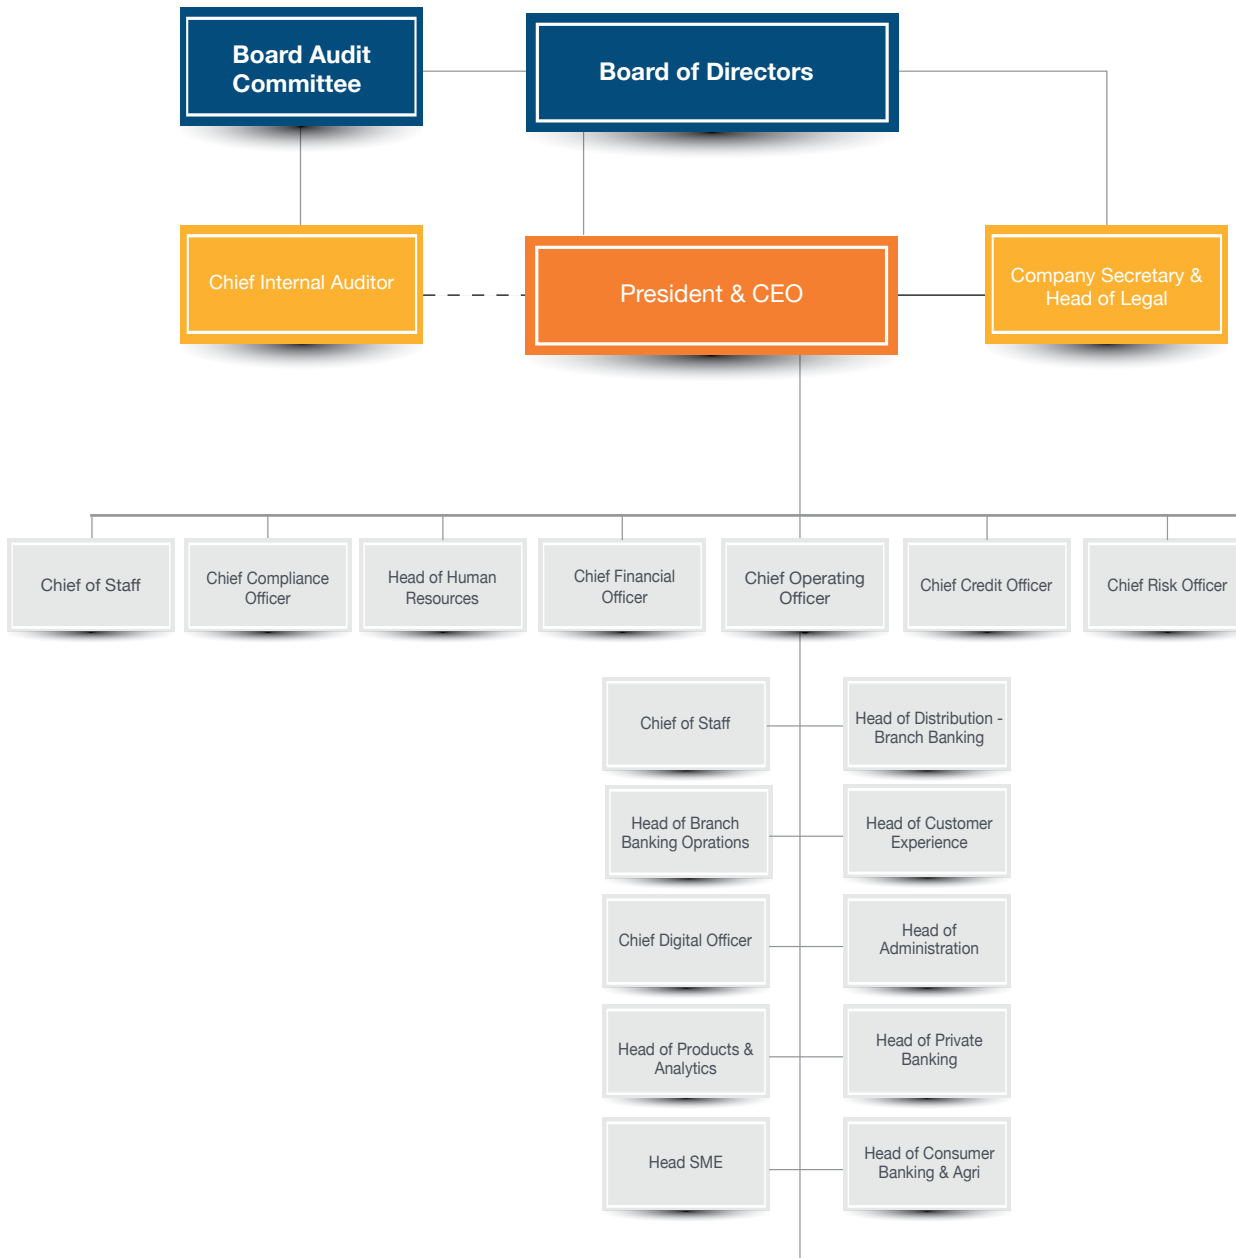 Board Audit
Committee
Board of Directors
Chief Internal Auditor
President & CEO
Company Secretary &
Head of Legal
Chief of Staff
Chief Compliance
Officer
Head of Human
Resources
Chief Financial
Officer
Chief Operating
Officer
Chief Credit Officer
Chief Risk Officer
Chief of Staff
Head of Distribution -
Branch Banking
Head of Branch
Banking Oprations
Head of Customer
Experience
Chief Digital Officer
Head of
Administration
Head of Products &
Analytics
Head of Private
Banking
Head SME
Head of Consumer
Banking & Agri